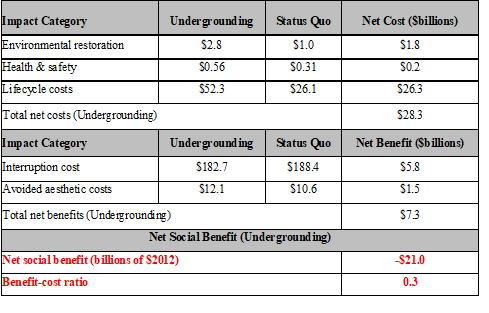 Impact Category Undergrounding Status Quo Net Cost ($billions)
Environmental restoration $2.8 $1.0 $1.8
Health & safety $0.56 $0.31 $0.2
Lifecycle costs $52.3 $26.1 $26.3
Total net costs (Undergrounding) $28.3
Impact Category Undergrounding Status Quo Net Benefit ($billions)
Interruption cost $182.7 $188.4 $5.8
Avoided aesthetic costs $12.1 $10.6 $1.5
Total net benefits (Undergrounding) $7.3
Net Social Benefit (Undergrounding)
Net social benefit (billions of $2012) -$21.0
Benefit-cost ratio 0.3